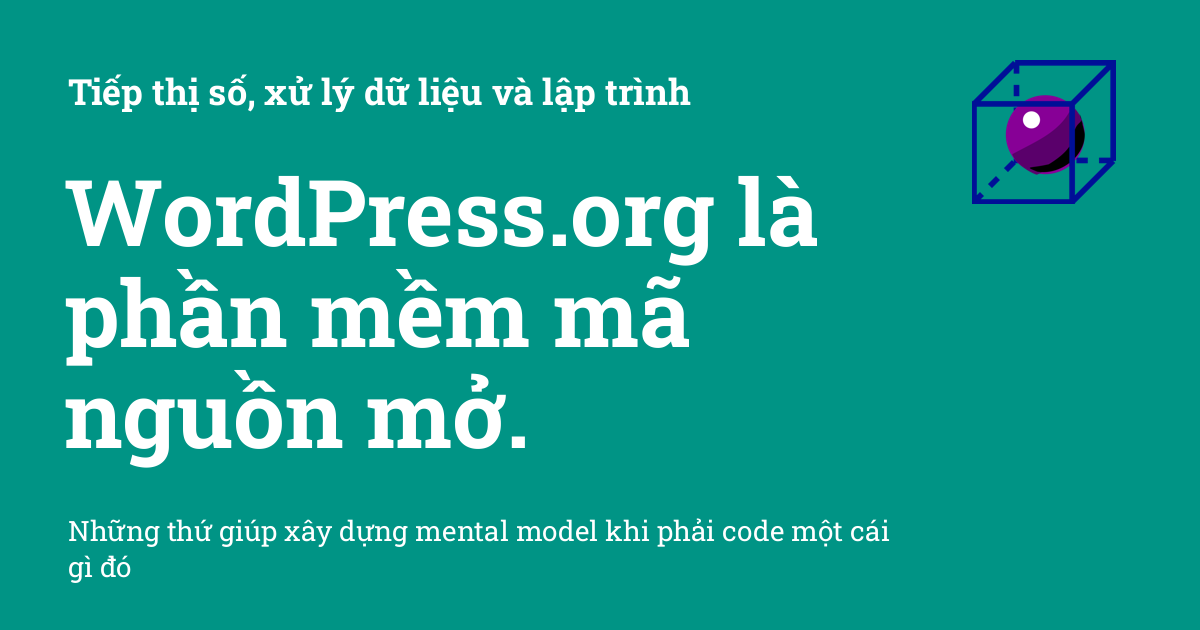 Tiếp thị số, xử lý dữ liệu và lập trình
WordPress.org là
phần mềm mã
nguồn mở.
Những thứ giúp xây dựng mental model khi phải code một cái
gì đó